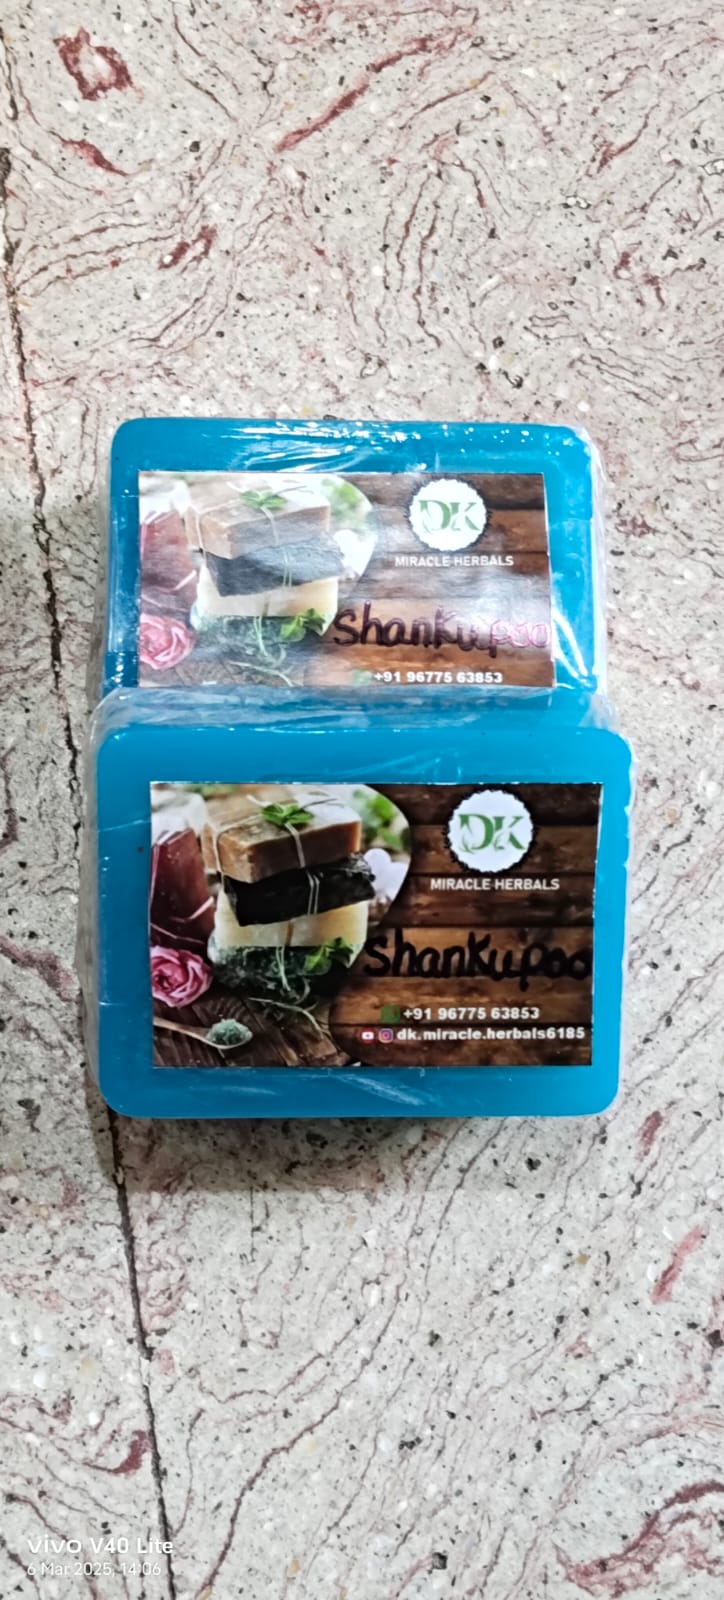 DK
MIRACLE HERBALS
Shankupoo
+91 96775 63853
DK
MIRACLE HERBALS
Shankupoo
+91 96775 63853
dk.miracle.herbals6185
vivo V40 Lite
6 Mar 2025, 14:06